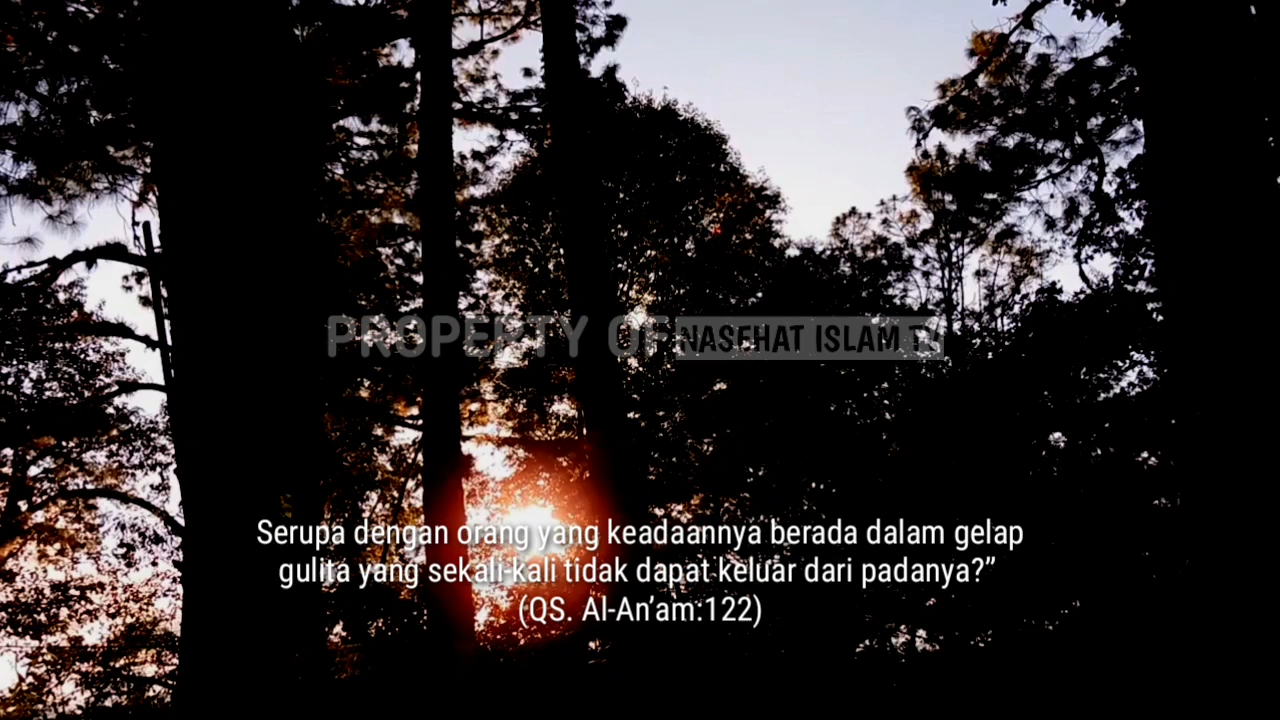 PROPERTY OF NASEHAT ISLAM TV
Serupa dengan orang yang keadaannya berada dalam gelap
gulita yang sekali-kali tidak dapat keluar dari padanya?”
(QS. Al-An’am:122)